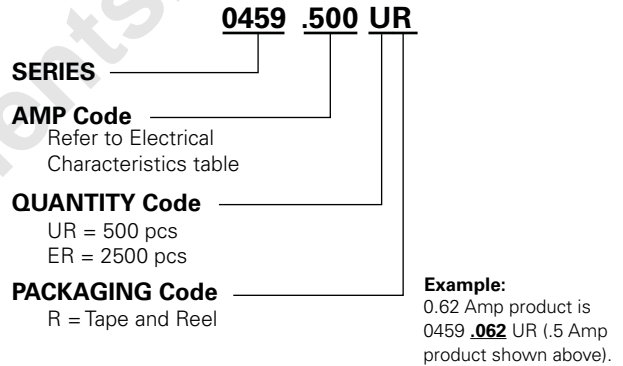 0459 .500 UR
SERIES
AMP Code
Refer to Electrical
Characteristics table
QUANTITY Code
UR = 500 pcs
ER = 2500 pcs
PACKAGING Code
R = Tape and Reel
Example:
0.62 Amp product is
0459 .062 UR (.5 Amp
product shown above).